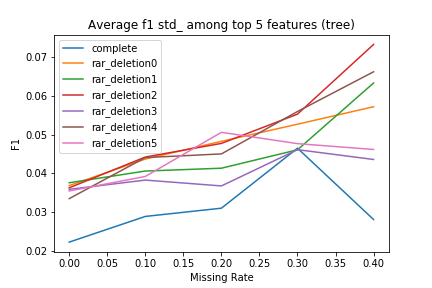 Average f1 std_ among top 5 features (tree)
complete
rar_deletion0
rar_deletion1
rar_deletion2
rar_deletion3
rar_deletion4
rar_deletion5
F1
0.07
0.06
0.05
0.04
0.03
0.02
0.00 0.05 0.10 0.15 0.20 0.25 0.30 0.35 0.40
Missing Rate